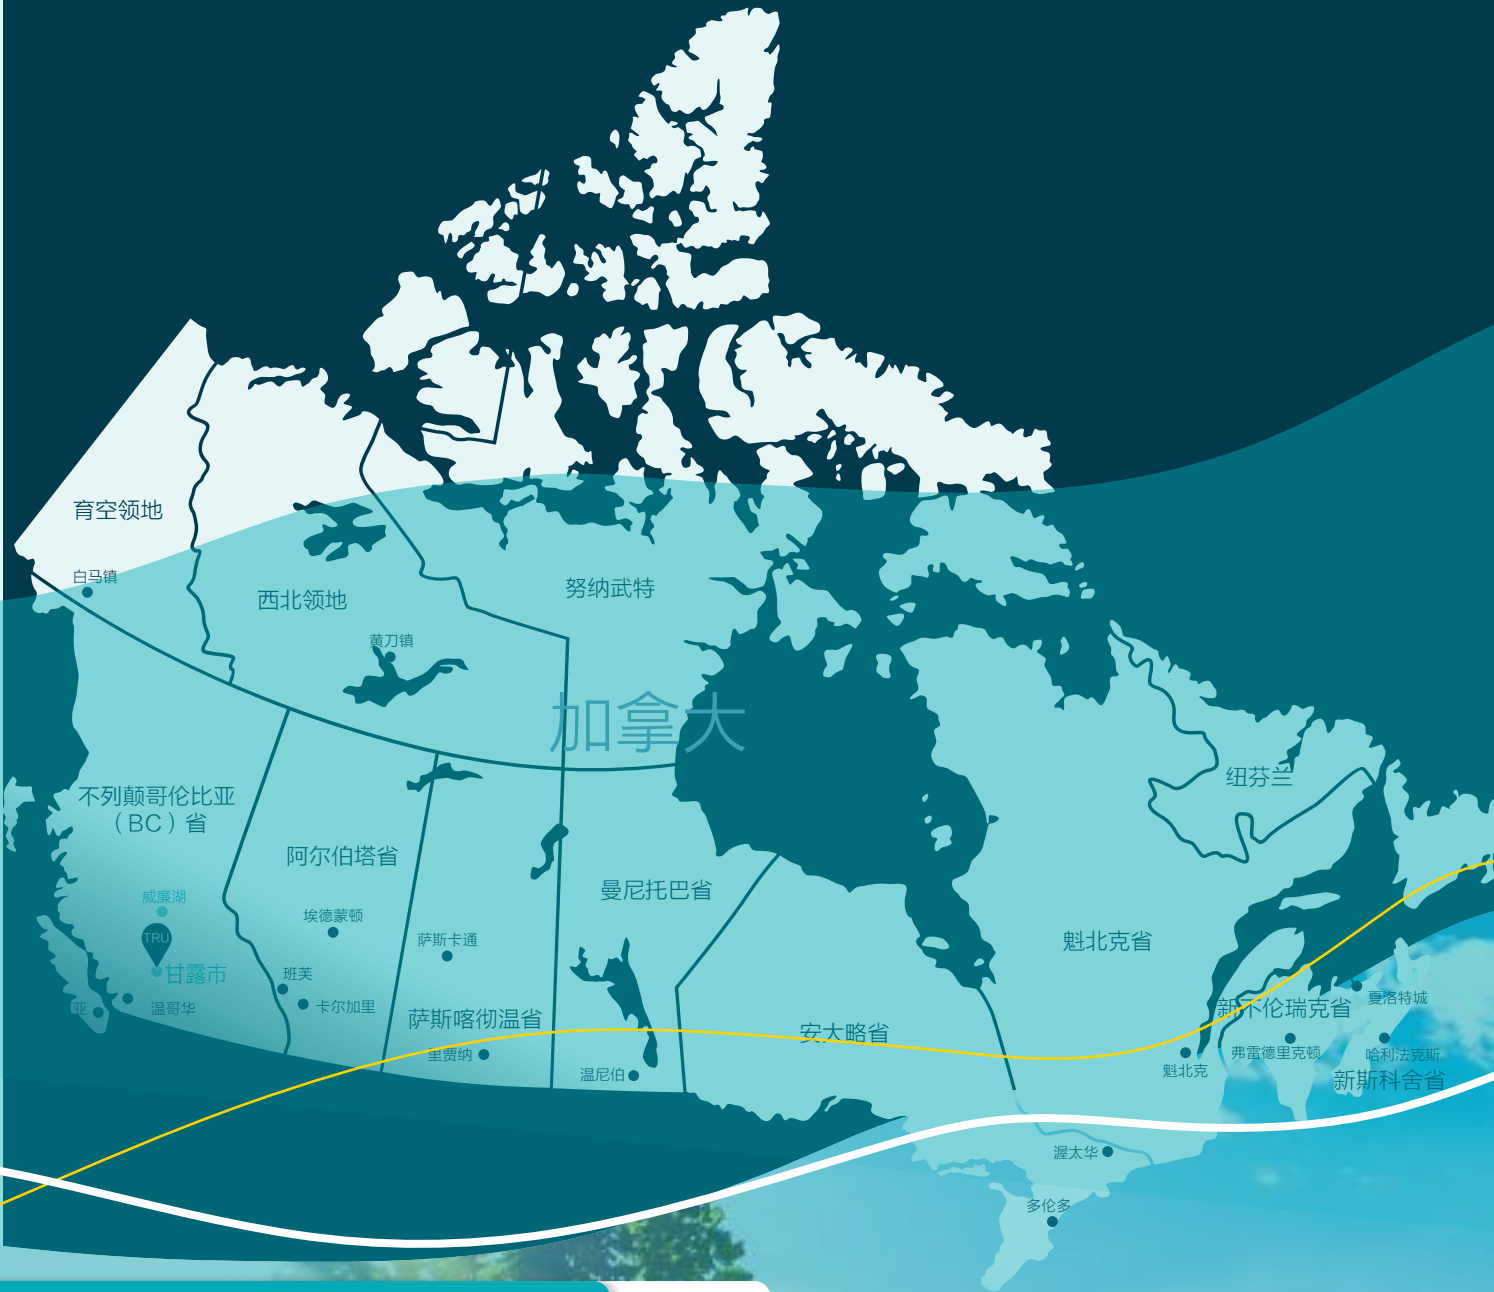 育空领地
白马镇
西北领地
努纳武特
黄刀镇
加拿大
不列颠哥伦比亚
（BC）省
纽芬兰
阿尔伯塔省
曼尼托巴省
威廉湖
埃德蒙顿
萨斯卡通
魁北克省
TRU
甘露市
班芙
卡尔加里
亚
温哥华
萨斯喀彻温省
安大略省
新不伦瑞克省
夏洛特城
里贾纳
温尼伯
魁北克
弗雷德里克顿
哈利法克斯
新斯科舍省
渥太华
多伦多